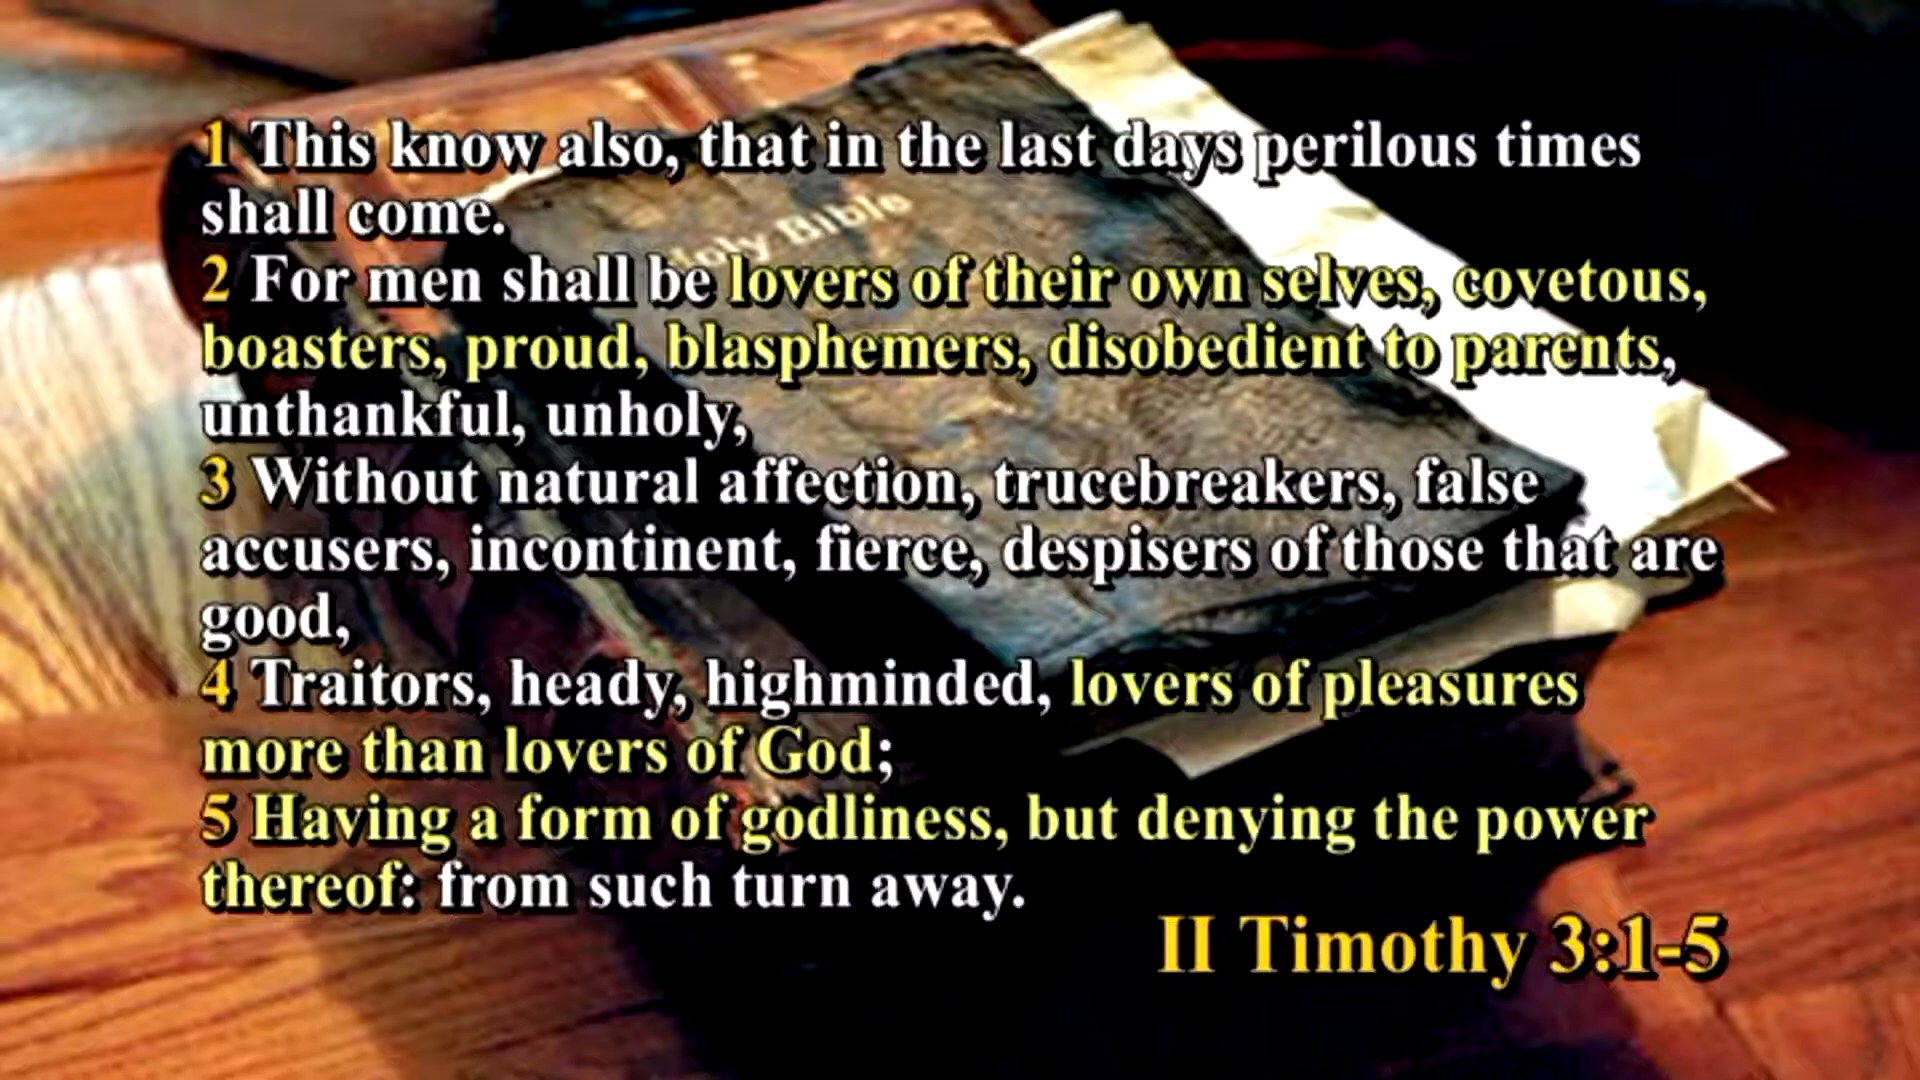 1 This know also, that in the last days perilous times
shall come.
2 For men shall be lovers of their own selves, covetous,
boasters, proud, blasphemers, disobedient to parents,
unthankful, unholy,
3 Without natural affection, trucebreakers, false
accusers, incontinent, fierce, despisers of those that are
good,
4 Traitors, heady, highminded, lovers of pleasures
more than lovers of God;
5 Having a form of godliness, but denying the power
thereof: from such turn away.
II Timothy 3:1-5
Holy Bible